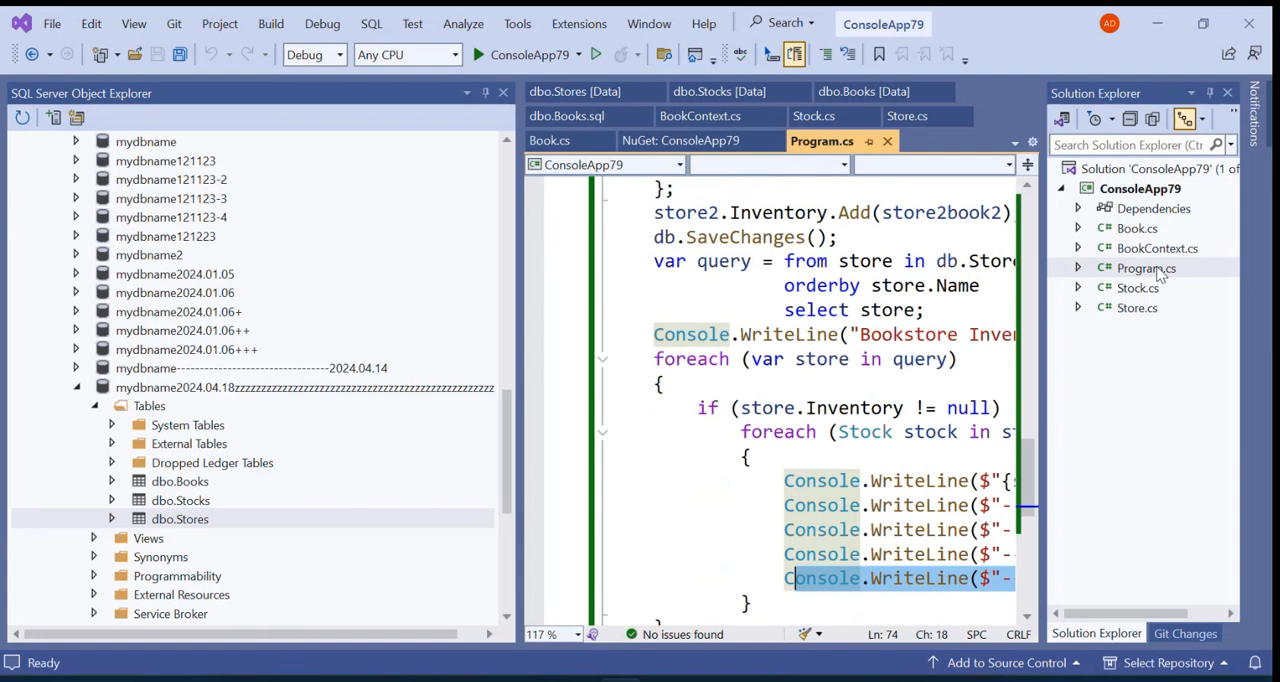 File Edit View Git Project Build Debug SQL Test Analyze Tools Extensions Window Help Search ConsoleApp79 AD
Debug Any CPU ConsoleApp79
SQL Server Object Explorer
mydbname
mydbname121123
mydbname121123-2
mydbname121123-3
mydbname121123-4
mydbname121223
mydbname2
mydbname2024.01.05
mydbname2024.01.06
mydbname2024.01.06+
mydbname2024.01.06++
mydbname2024.01.06+++
Tables
System Tables
External Tables
Dropped Ledger Tables
dbo.Books
dbo.Stocks
dbo.Stores
Views
Synonyms
Programmability
External Resources
Service Broker
dbo.Stores [Data] dbo.Stocks [Data] dbo.Books [Data]
dbo.Books.sql BookContext.cs Stock.cs Store.cs
Book.cs NuGet: ConsoleApp79 Program.cs
C# ConsoleApp79
};
store2.Inventory.Add(store2book2)
db.SaveChanges();
var query = from store in db.Stor
orderby store.Name
select store;
Console.WriteLine("Bookstore Inve
foreach (var store in query)
{
if (store.Inventory != null)
foreach (Stock stock in st
{
Console.WriteLine($"{
Console.WriteLine($"-
Console.WriteLine($"-
Console.WriteLine($"-
Console.WriteLine($"-
}
117 % No issues found Ln: 74 Ch: 18 SPC CRLF
Solution Explorer
Search Solution Explorer (Ctr
Solution 'ConsoleApp79' (1 of
ConsoleApp79
Dependencies
C# Book.cs
C# BookContext.cs
C# Program.cs
C# Stock.cs
C# Store.cs
Solution Explorer Git Changes
Notifications
Ready Add to Source Control Select Repository